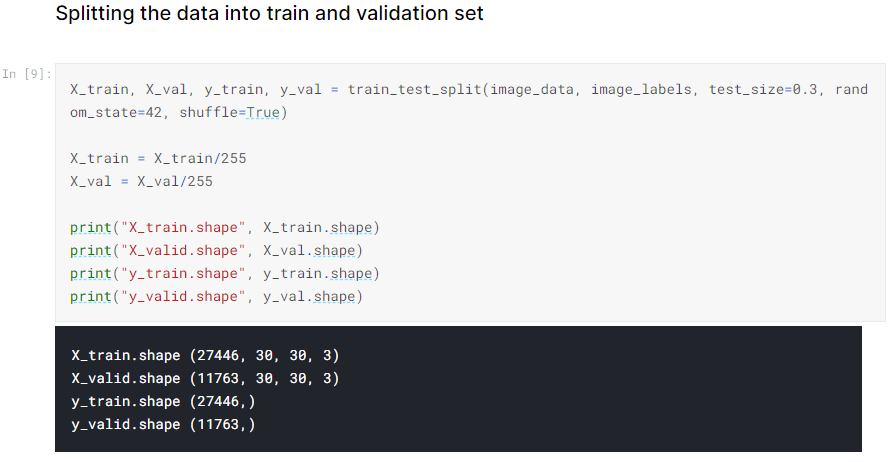 Splitting the data into train and validation set
In [9]:
X_train, X_val, y_train, y_val = train_test_split(image_data, image_labels, test_size=0.3, rand
om_state=42, shuffle=True)
X_train = X_train/255
X_val = X_val/255
print("X_train.shape", X_train.shape)
print("X_valid.shape", X_val.shape)
print("y_train.shape", y_train.shape)
print("y_valid.shape", y_val.shape)
X_train.shape (27446, 30, 30, 3)
X_valid.shape (11763, 30, 30, 3)
y_train.shape (27446,)
y_valid.shape (11763,)